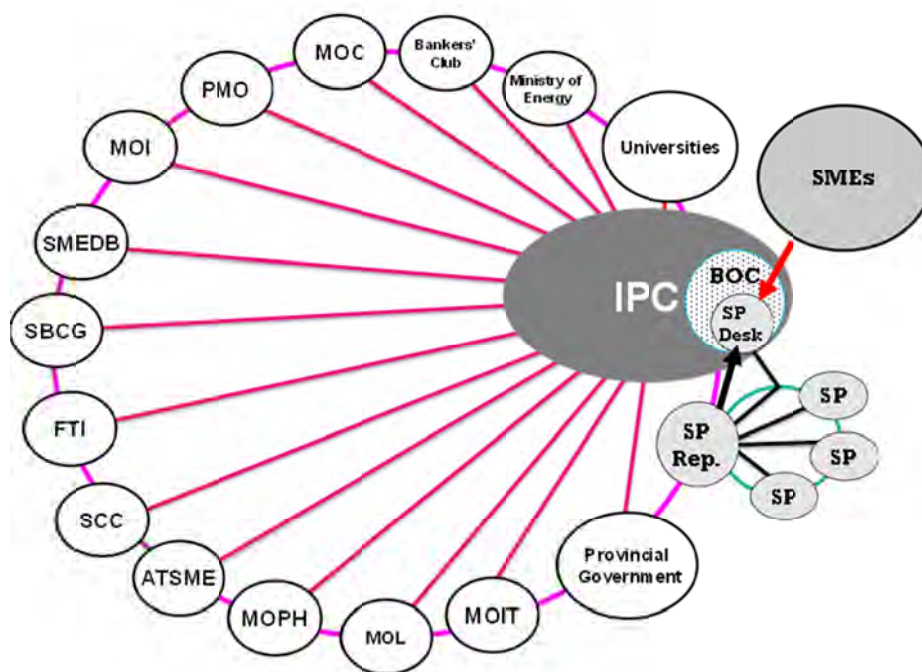 MOC
Bankers'
Club
Ministry of
Energy
PMO
Universities
MOI
SMEs
SMEDB
BOC
IPC
SP
Desk
SBCG
SP
FTI
SP
Rep.
SP
SP
SCC
Provincial
Government
ATSME
MOPH
MOIT
MOL